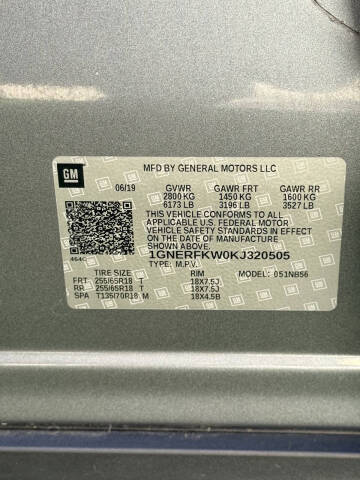 GM
MFD BY GENERAL MOTORS LLC
06/19 GVWR GAWR FRT GAWR RR
2800 KG 1450 KG 1600 KG
6173 LB 3196 LB 3527 LB
THIS VEHICLE CONFORMS TO ALL
APPLICABLE U.S. FEDERAL MOTOR
VEHICLE SAFETY STANDARDS IN EFFECT
ON THE DATE OF MANUFACTURE SHOWN ABOVE.
1GNERFKW0KJ320505
464C TYPE: M.P.V.
TIRE SIZE RIM MODEL: 051NB56
FRT 255/65R18 T 18X7.5J
RR 255/65R18 T 18X7.5J
SPA T135/70R18 M 18X4.5B